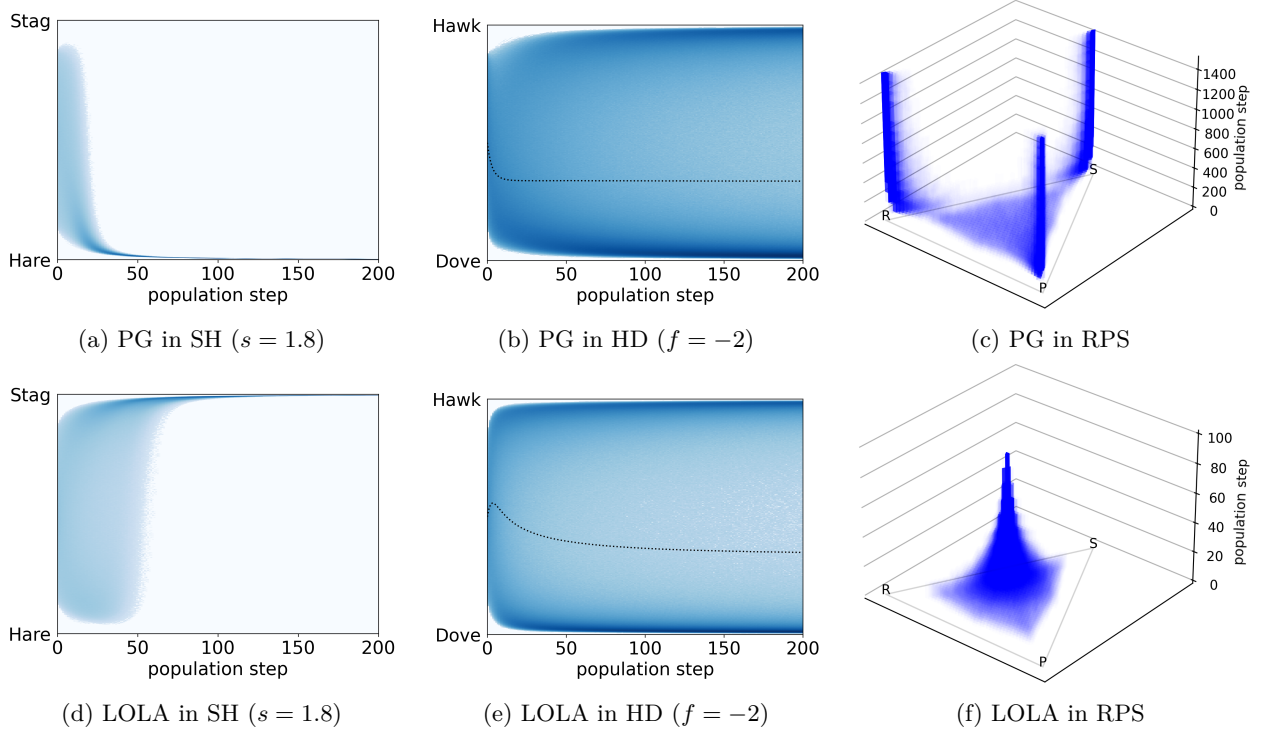 Stag
Hare
0 50 100 150 200
population step
(a) PG in SH (s = 1.8)
Hawk
Dove
0 50 100 150 200
population step
(b) PG in HD (f = −2)
1400
1200
1000
800
600
400
200
0
population step
R
S
P
(c) PG in RPS
Stag
Hare
0 50 100 150 200
population step
(d) LOLA in SH (s = 1.8)
Hawk
Dove
0 50 100 150 200
population step
(e) LOLA in HD (f = −2)
100
80
60
40
20
0
population step
S
R
P
(f) LOLA in RPS